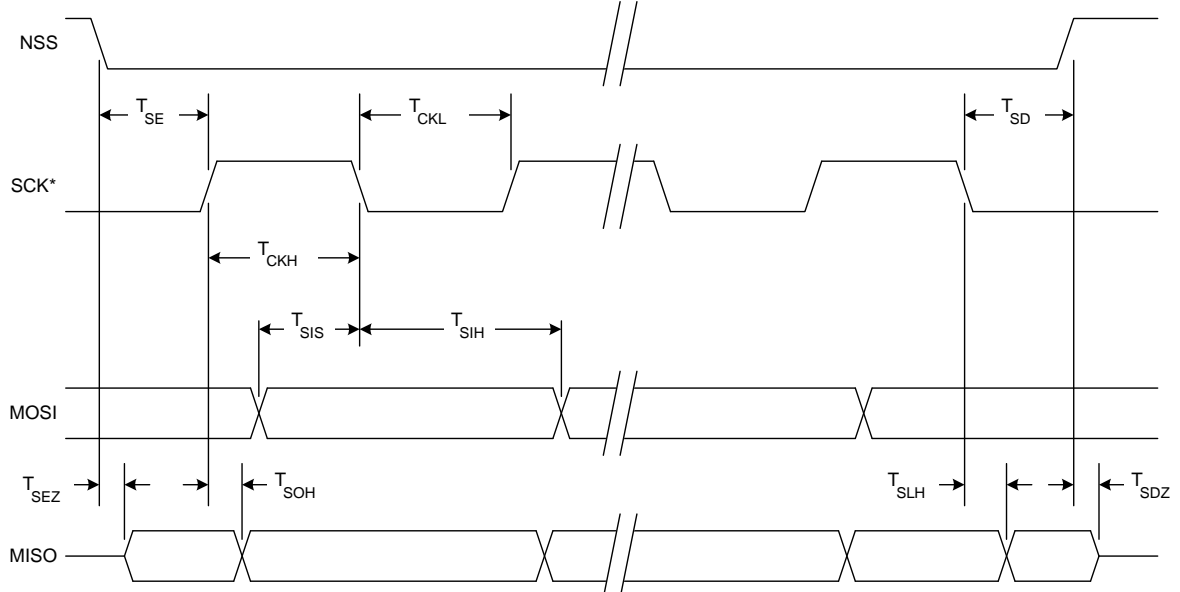 NSS
T SE
T CKL
T SD
SCK*
T CKH
T SIS
T SIH
MOSI
T SEZ
T SOH
T SLH
T SDZ
MISO